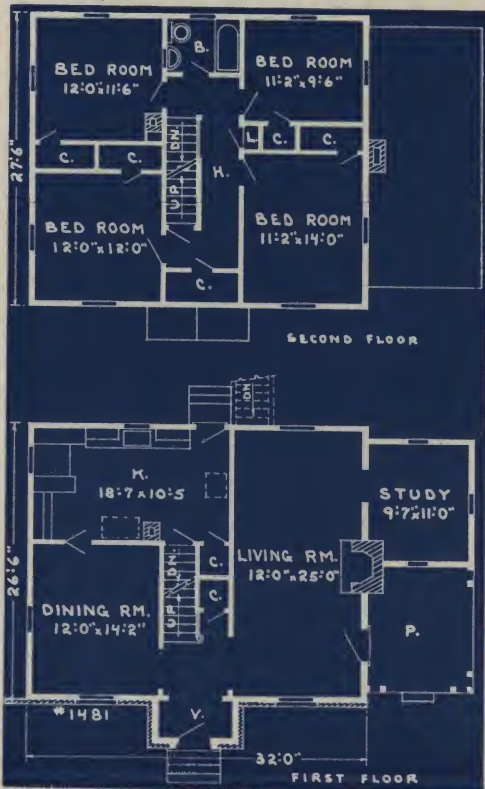 B.
BED ROOM
12'0"x11'6"
BED ROOM
11'2"x9'6"
27'6"
C.
C.
DN.
UP
H.
L.
C.
C.
BED ROOM
12'0"x12'0"
BED ROOM
11'2"x14'0"
C.
SECOND FLOOR
DN
K.
18'7x10'5
STUDY
9'7"x11'0"
26'6"
DINING RM.
12'0"x14'2"
DN.
UP
C.
C.
LIVING RM.
12'0"x25'0"
P.
#1481
V.
32'0"
FIRST FLOOR